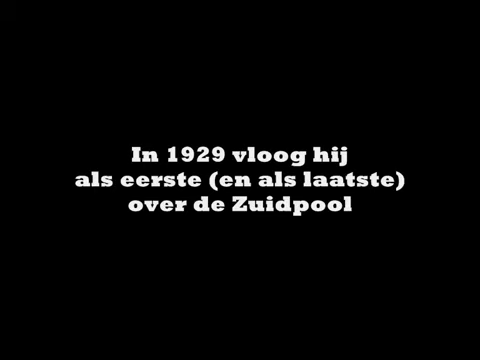 In 1929 vloog hij
als eerste (en als laatste)
over de Zuidpool